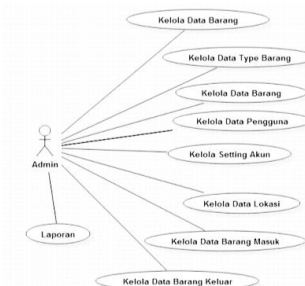 Kelola Data Barang
Kelola Data Type Barang
Kelola Data Barang
Kelola Data Pengguna
Kelola Setting Akun
Admin
Kelola Data Lokasi
Laporan
Kelola Data Barang Masuk
Kelola Data Barang Keluar